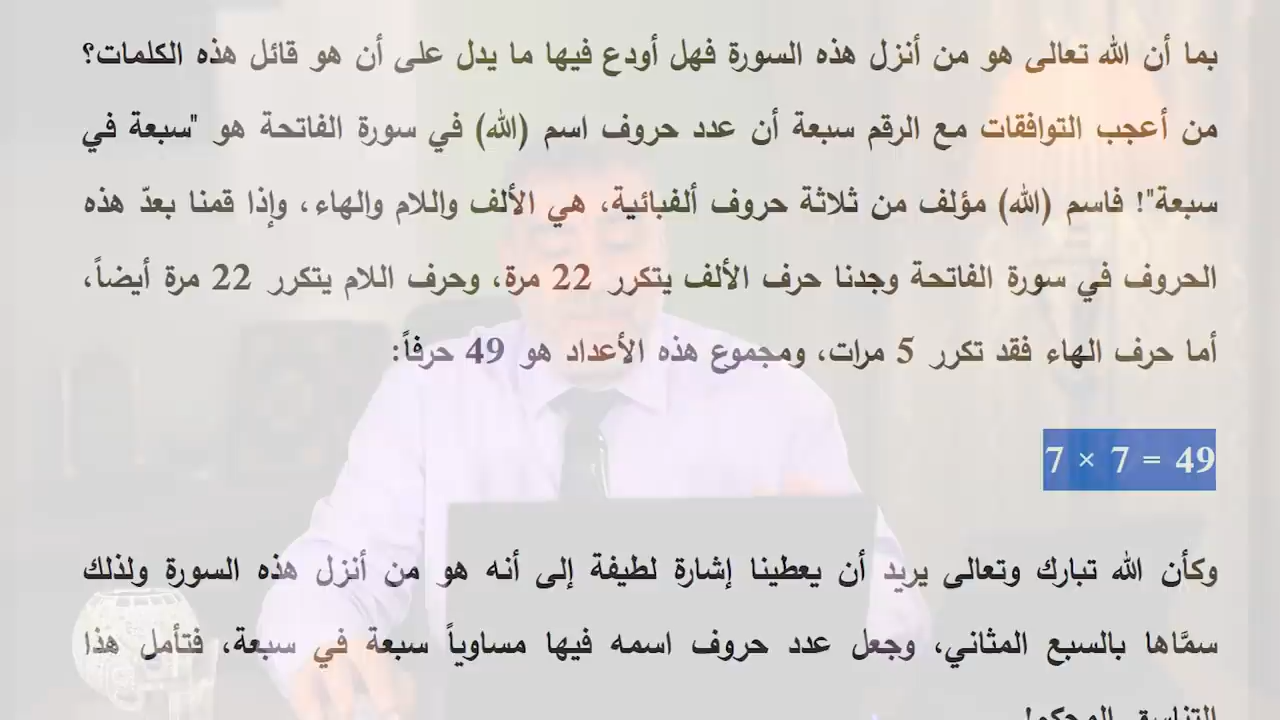 بما أن الله تعالى هو من أنزل هذه السورة فهل أودع فيها ما يدل على أن هو قائل هذه الكلمات؟
من أعجب التوافقات مع الرقم سبعة أن عدد حروف اسم (الله) في سورة الفاتحة هو "سبعة في
سبعة"! فاسم (الله) مؤلف من ثلاثة حروف ألفبائية، هي الألف واللام والهاء، وإذا قمنا بعدّ هذه
الحروف في سورة الفاتحة وجدنا حرف الألف يتكرر 22 مرة، وحرف اللام يتكرر 22 مرة أيضاً،
أما حرف الهاء فقد تكرر 5 مرات، ومجموع هذه الأعداد هو 49 حرفاً:
7 × 7 = 49
وكأن الله تبارك وتعالى يريد أن يعطينا إشارة لطيفة إلى أنه هو من أنزل هذه السورة ولذلك
سمَّاها بالسبع المثاني، وجعل عدد حروف اسمه فيها مساوياً سبعة في سبعة، فتأمل هذا